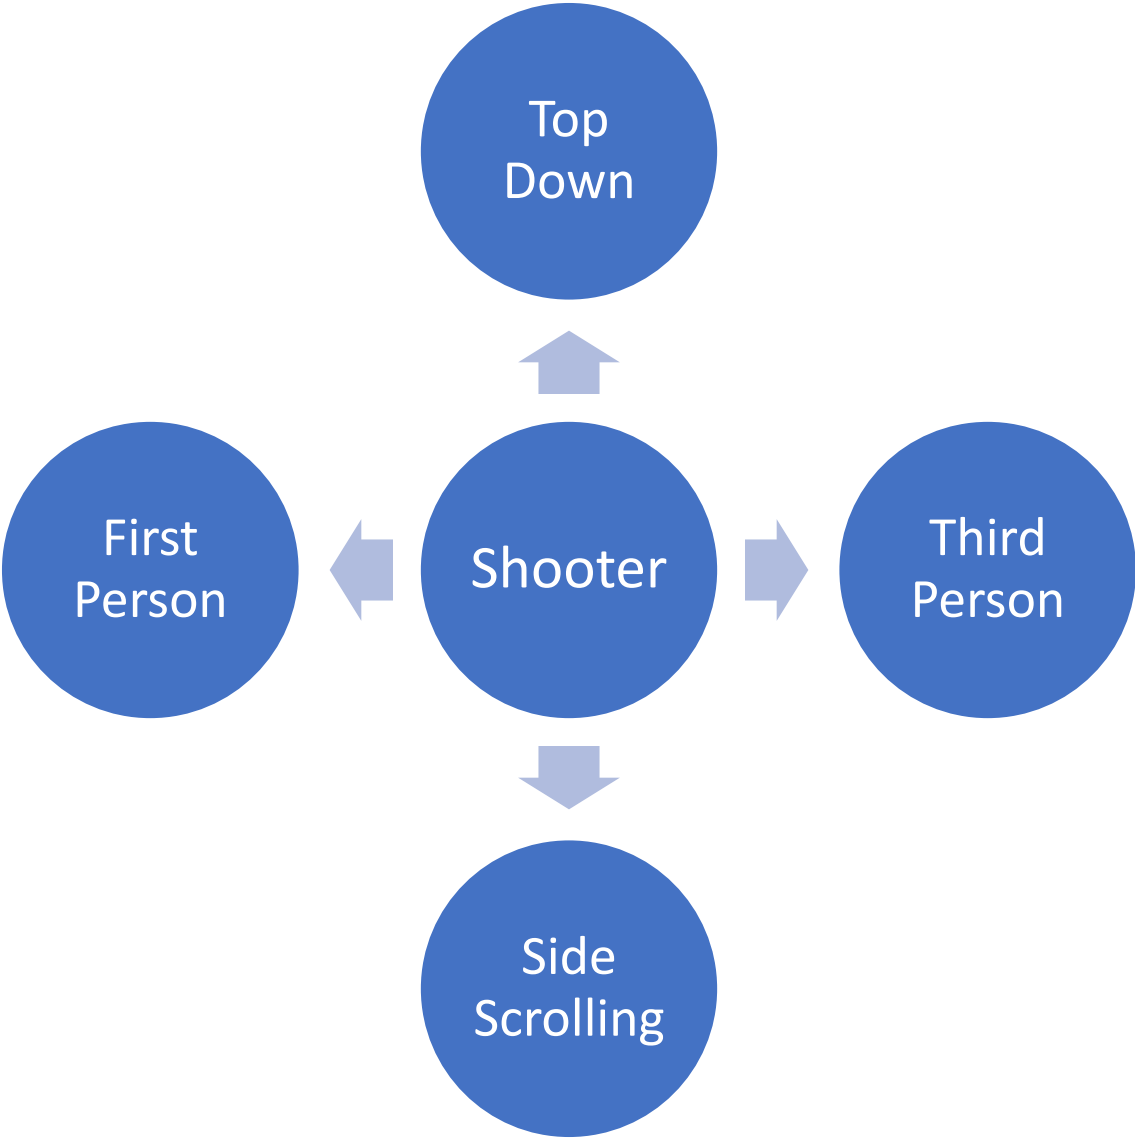 Top
Down
First
Person
Shooter
Third
Person
Side
Scrolling